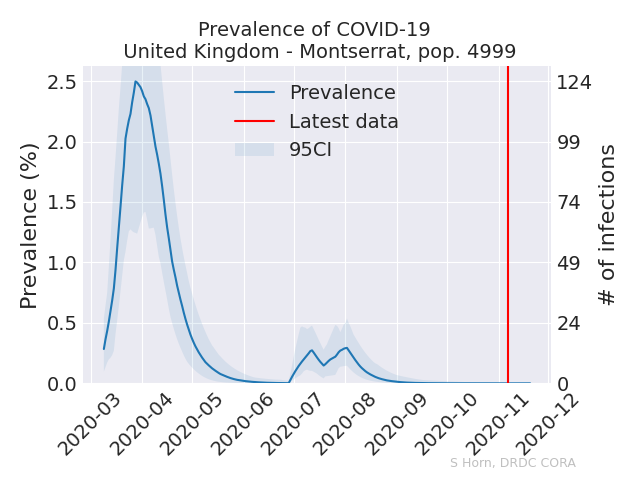 Prevalence of COVID-19
United Kingdom - Montserrat, pop. 4999
Prevalence
Latest data
95CI
Prevalence (%)
2.5
2.0
1.5
1.0
0.5
0.0
124
99
74
49
24
0
# of infections
2020-03
2020-04
2020-05
2020-06
2020-07
2020-08
2020-09
2020-10
2020-11
2020-12
S Horn, DRDC CORA